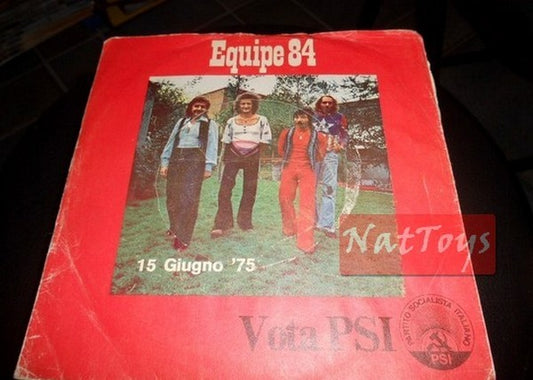 Equipe 84
NatToys
15 Giugno '75
Vota PSI
PARTITO SOCIALISTA ITALIANO
PSI